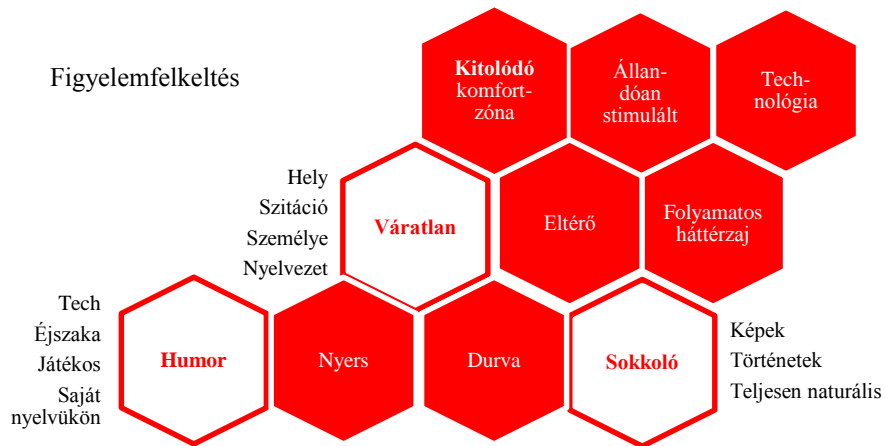 Figyelemfelkeltés
Kitolódó
komfort-
zóna
Állan-
dóan
stimulált
Tech-
nológia
Hely
Szitáció
Személye
Nyelvezet
Váratlan
Eltérő
Folyamatos
háttérzaj
Tech
Éjszaka
Játékos
Saját
nyelvükön
Humor
Nyers
Durva
Sokkoló
Képek
Történetek
Teljesen naturális